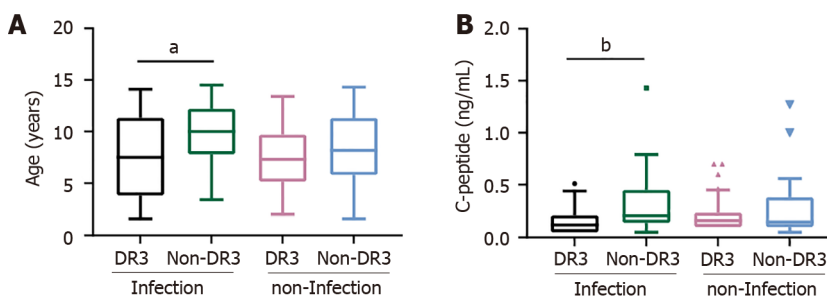 A
Age (years)
20
15
10
5
0
a
DR3 Non-DR3 DR3 Non-DR3
Infection non-Infection
B
C-peptide (ng/mL)
2.0
1.5
1.0
0.5
0.0
b
DR3 Non-DR3 DR3 Non-DR3
Infection non-Infection